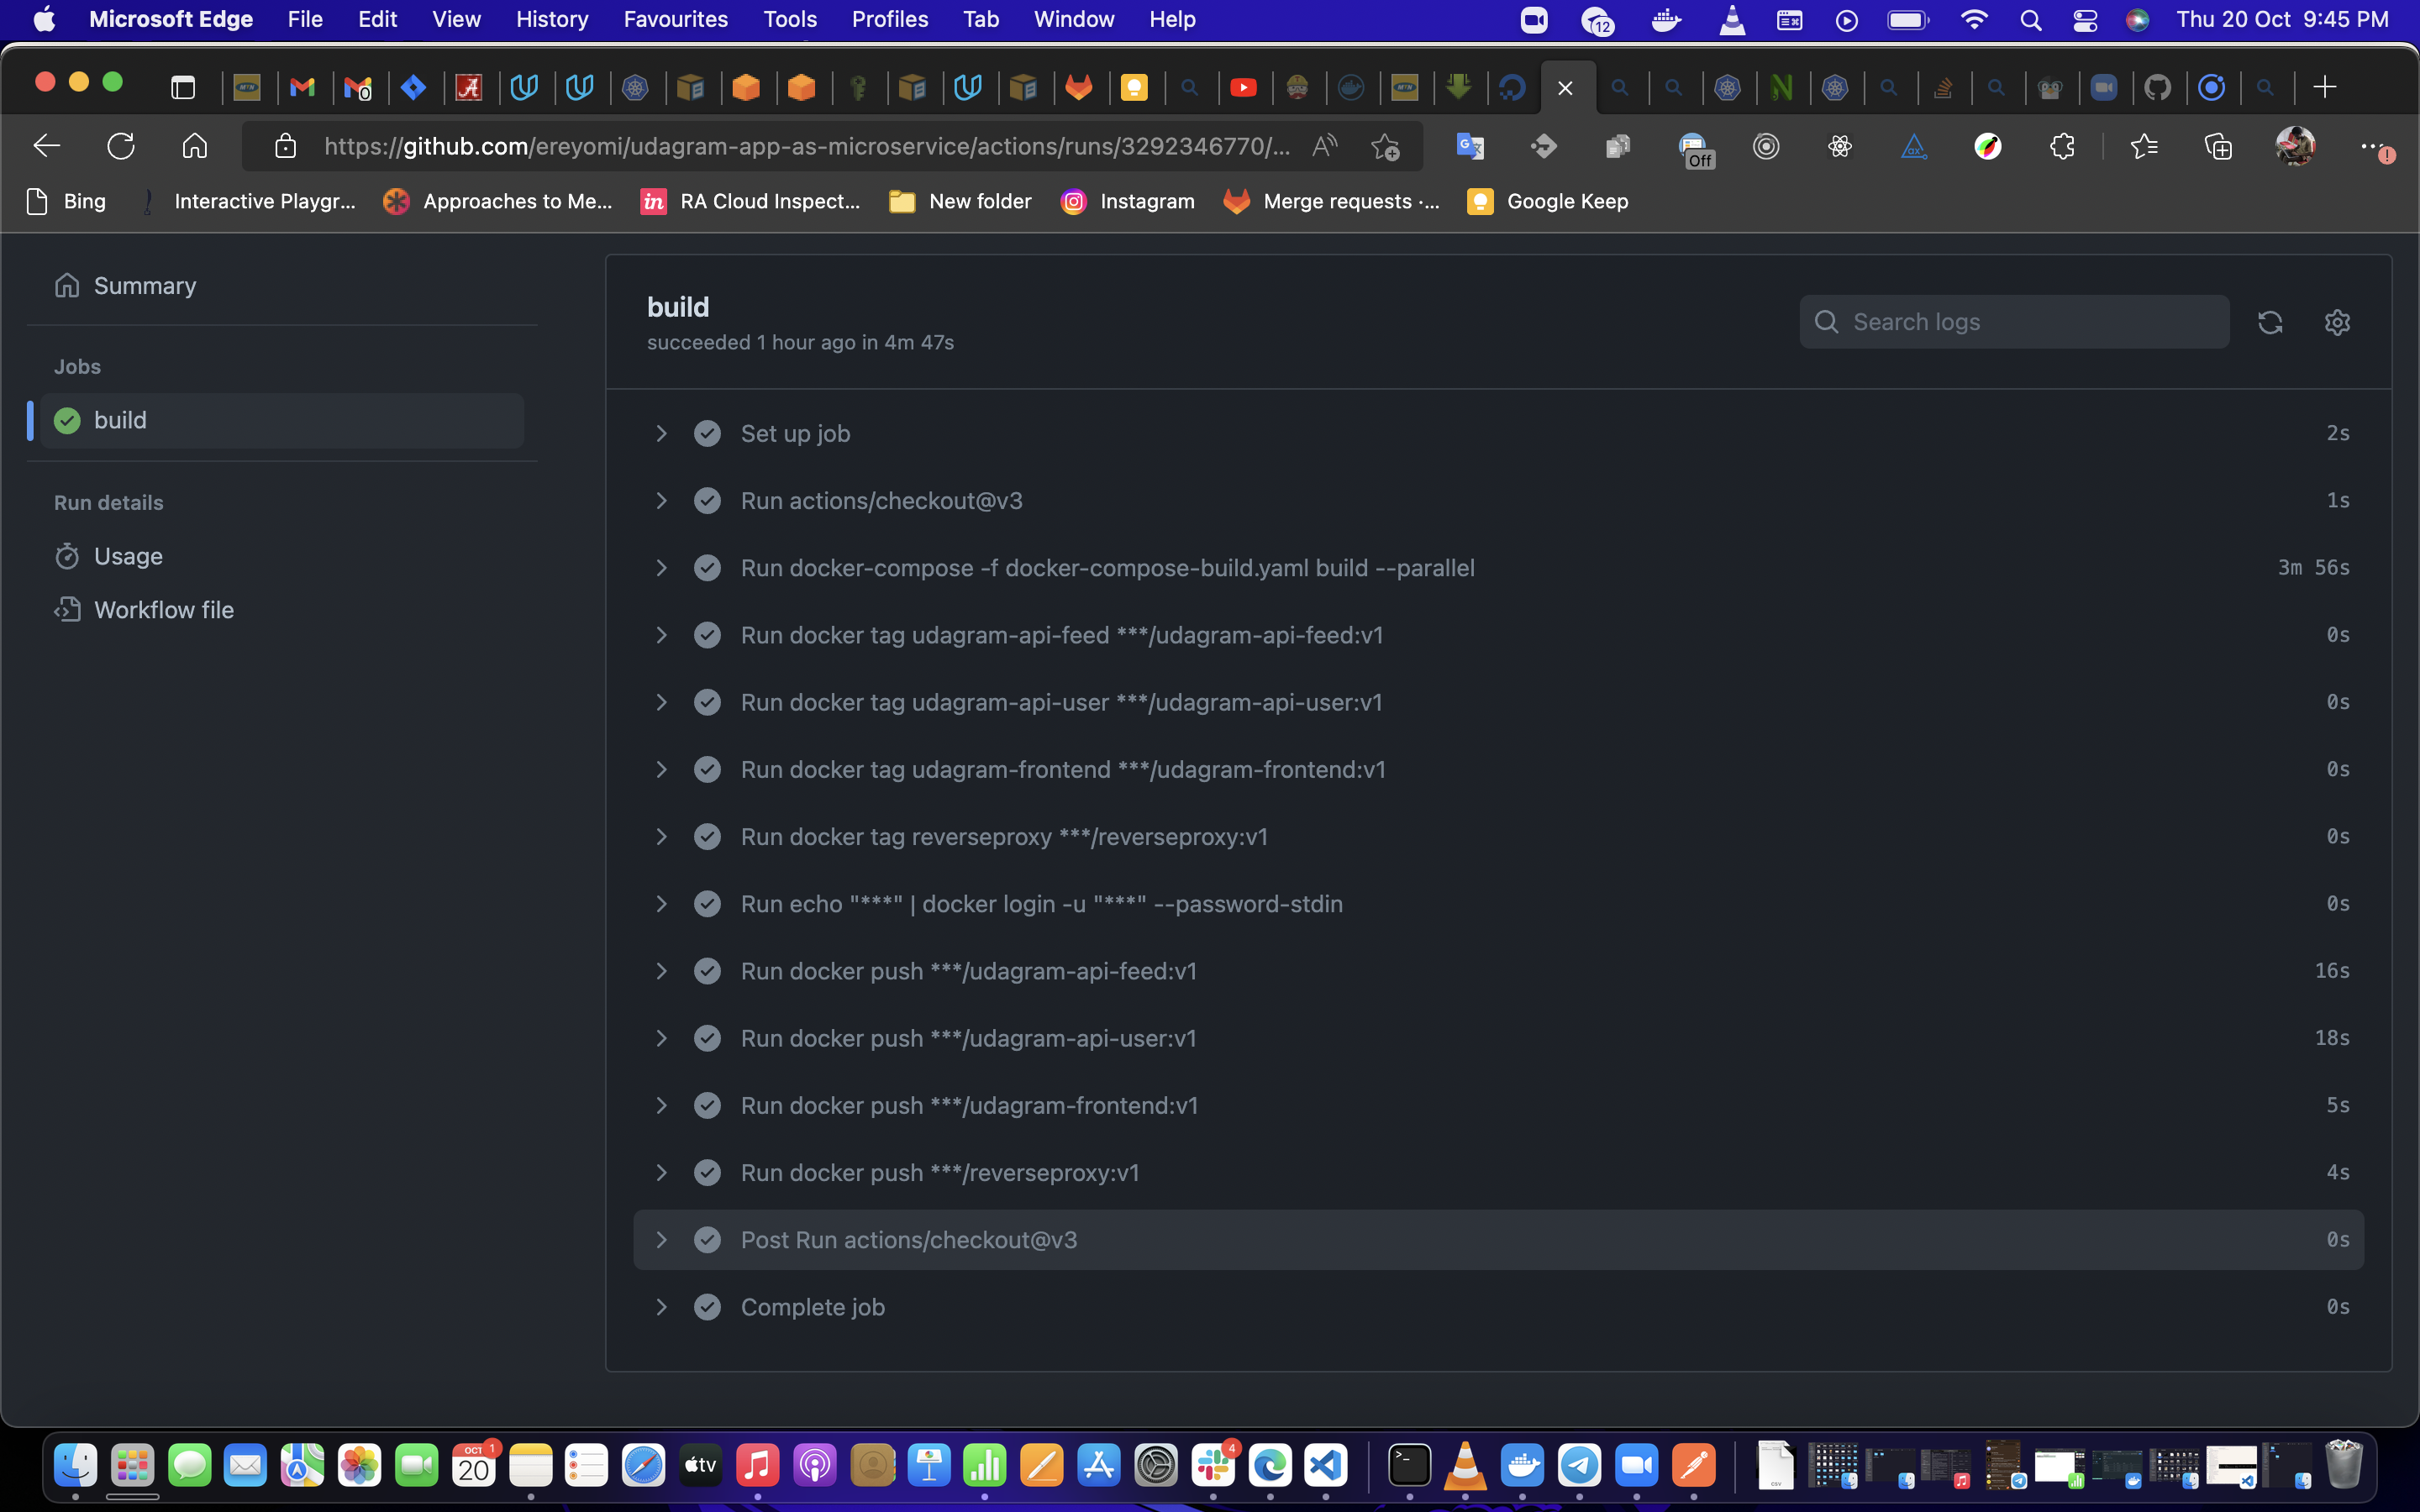 Microsoft Edge File Edit View History Favourites Tools Profiles Tab Window Help 12 Thu 20 Oct 9:45 PM
https://github.com/ereyomi/udagram-app-as-microservice/actions/runs/3292346770/... Off
Bing Interactive Playgr... Approaches to Me... in RA Cloud Inspect... New folder Instagram Merge requests ·... Google Keep
Summary
Jobs
build
Run details
Usage
Workflow file
build
succeeded 1 hour ago in 4m 47s
Search logs
Set up job 2s
Run actions/checkout@v3 1s
Run docker-compose -f docker-compose-build.yaml build --parallel 3m 56s
Run docker tag udagram-api-feed ***/udagram-api-feed:v1 0s
Run docker tag udagram-api-user ***/udagram-api-user:v1 0s
Run docker tag udagram-frontend ***/udagram-frontend:v1 0s
Run docker tag reverseproxy ***/reverseproxy:v1 0s
Run echo "***" | docker login -u "***" --password-stdin 0s
Run docker push ***/udagram-api-feed:v1 16s
Run docker push ***/udagram-api-user:v1 18s
Run docker push ***/udagram-frontend:v1 5s
Run docker push ***/reverseproxy:v1 4s
Post Run actions/checkout@v3 0s
Complete job 0s
OCT 1 20 tv 4